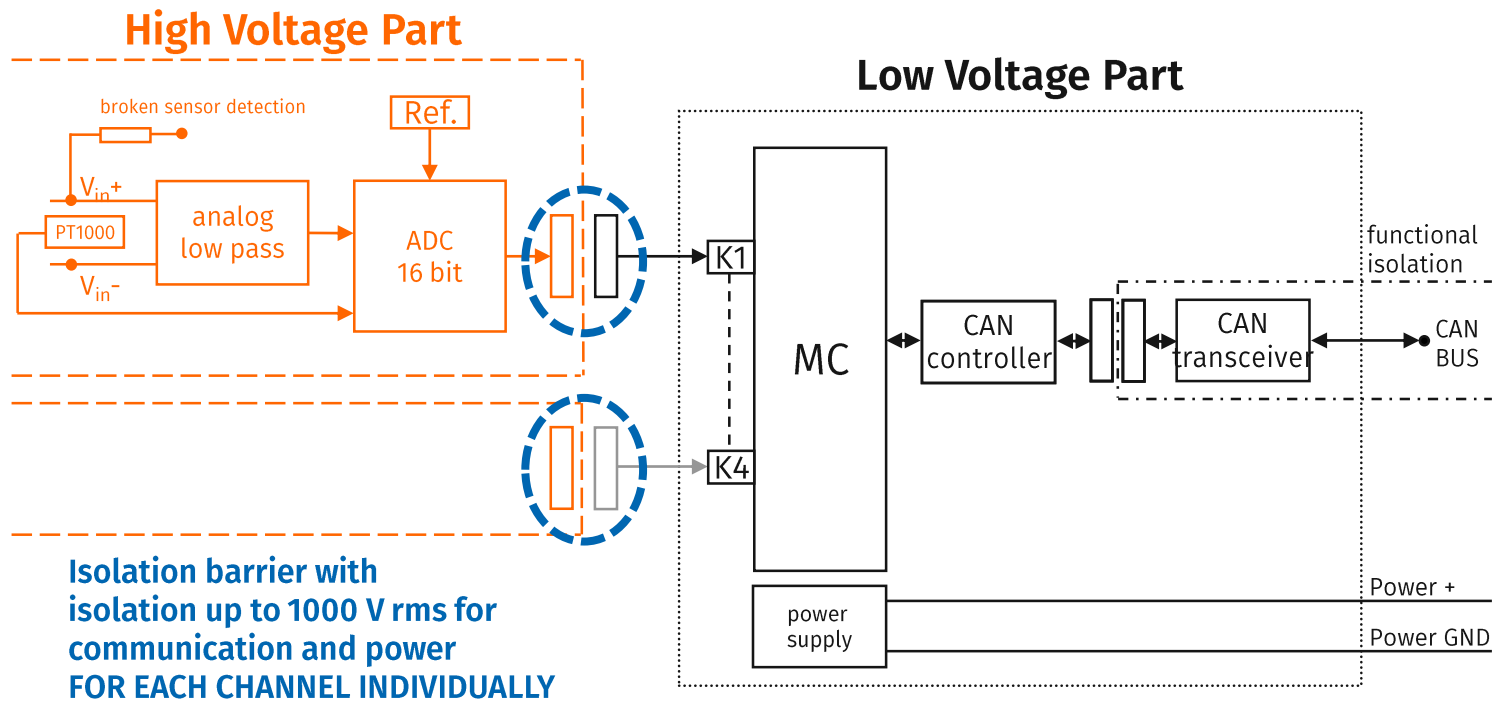 High Voltage Part
Low Voltage Part
broken sensor detection
Ref.
Vin+
analog
low pass
PT1000
Vin-
ADC
16 bit
K1
K4
MC
CAN
controller
CAN
transceiver
functional
isolation
CAN
BUS
power
supply
Power +
Power GND
Isolation barrier with
isolation up to 1000 V rms for
communication and power
FOR EACH CHANNEL INDIVIDUALLY